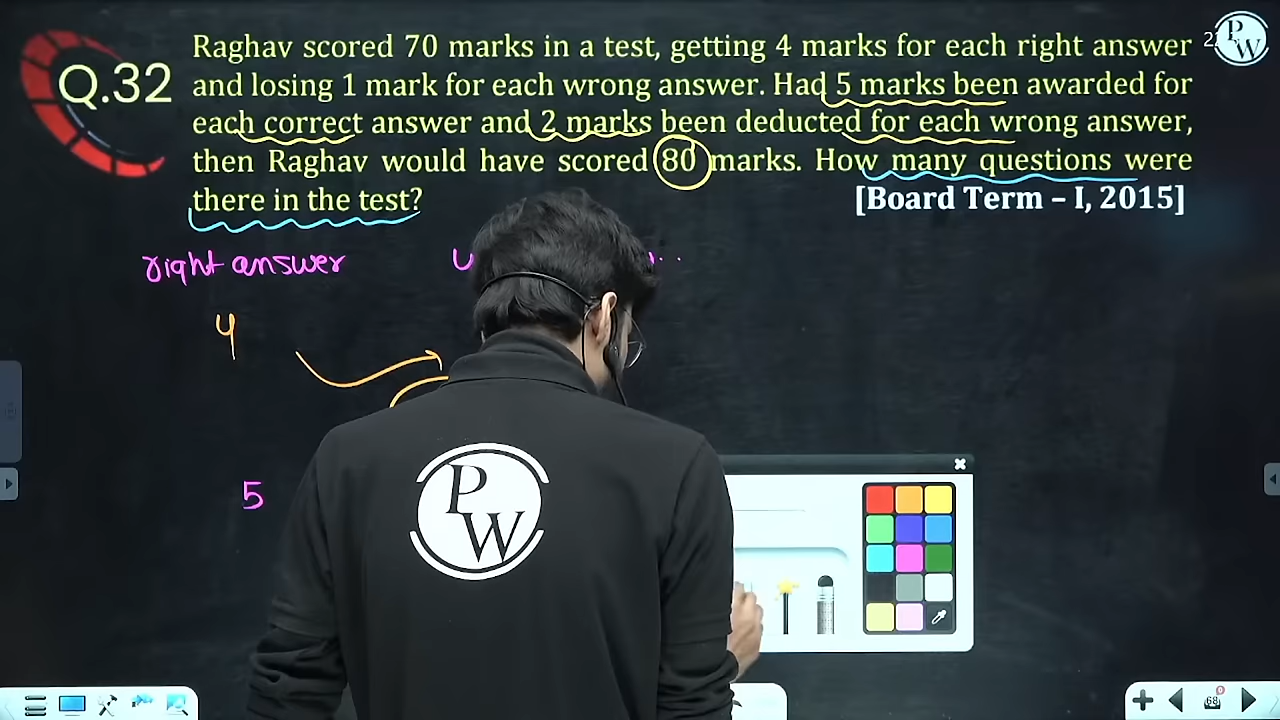 Q.32
Raghav scored 70 marks in a test, getting 4 marks for each right answer
and losing 1 mark for each wrong answer. Had 5 marks been awarded for
each correct answer and 2 marks been deducted for each wrong answer,
then Raghav would have scored 80 marks. How many questions were
there in the test?
[Board Term – I, 2015]
PW
right answer
4
5
PW
68